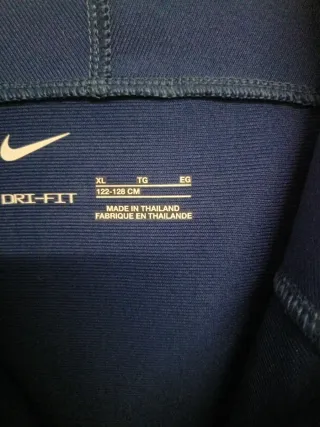 XL TG EG
122-128 CM
DRI-FIT
MADE IN THAILAND
FABRIQUE EN THAILANDE